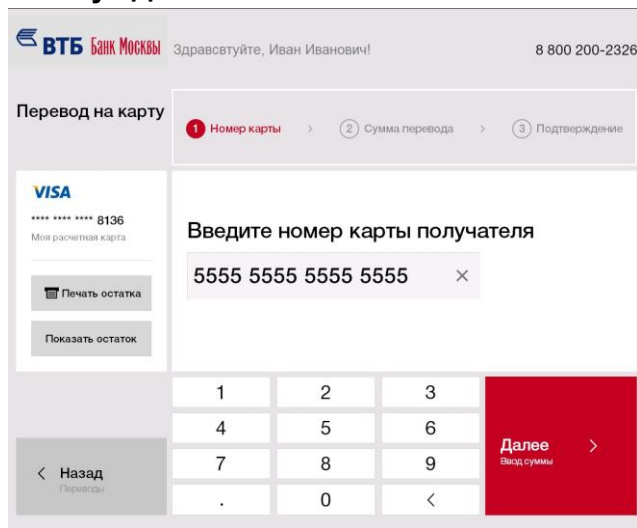 ВТБ Банк Москвы
Здравсвтуйте, Иван Иванович!
8 800 200-2326
Перевод на карту
1 Номер карты > 2 Сумма перевода > 3 Подтверждение
VISA
**** **** **** 8136
Моя расчетная карта
Печать остатка
Показать остаток
Введите номер карты получателя
5555 5555 5555 5555 ×
1 2 3
4 5 6
7 8 9
. 0 <
< Назад
Переводы
Далее >
Ввод суммы